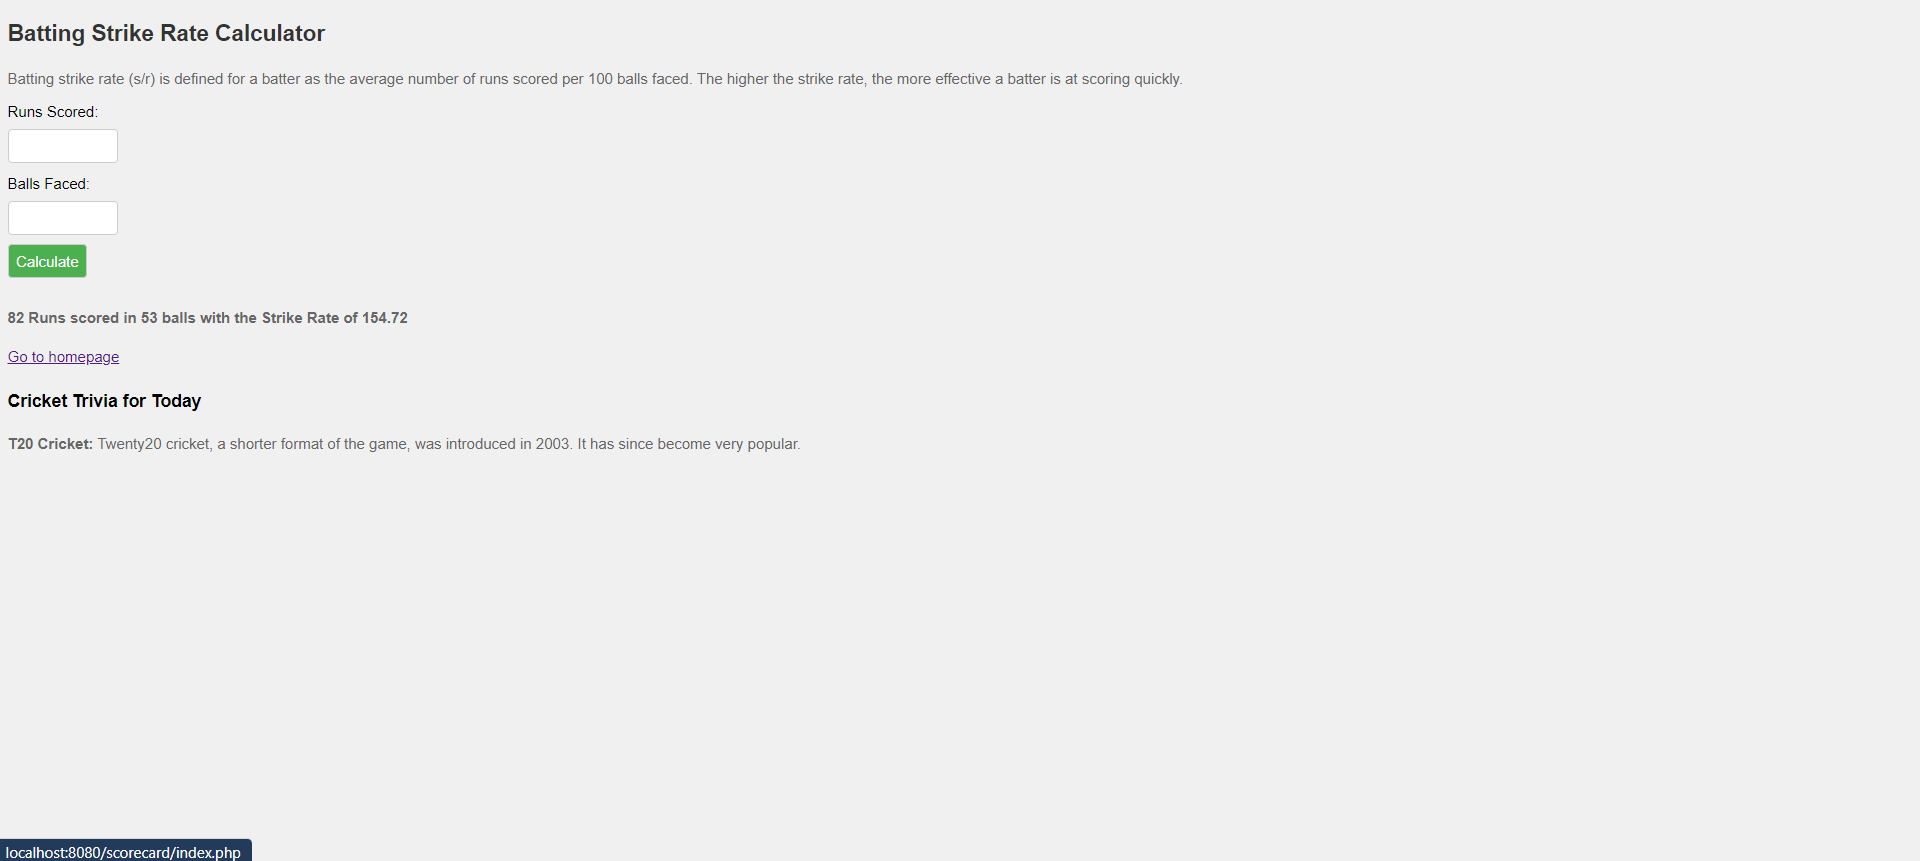 Batting Strike Rate Calculator
Batting strike rate (s/r) is defined for a batter as the average number of runs scored per 100 balls faced. The higher the strike rate, the more effective a batter is at scoring quickly.
Runs Scored:
Balls Faced:
Calculate
82 Runs scored in 53 balls with the Strike Rate of 154.72
Go to homepage
Cricket Trivia for Today
T20 Cricket: Twenty20 cricket, a shorter format of the game, was introduced in 2003. It has since become very popular.
localhost:8080/scorecard/index.php